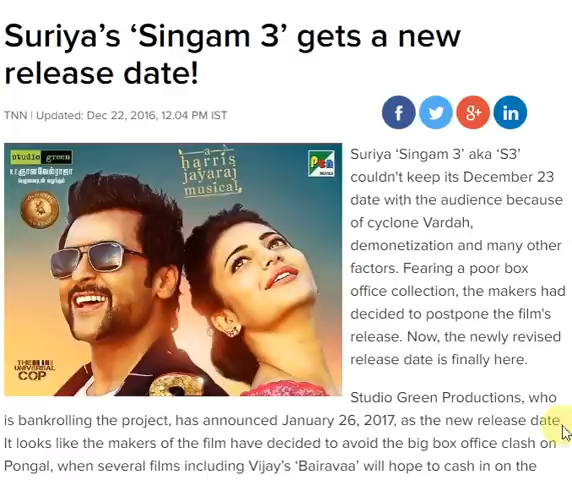 Suriya’s ‘Singam 3’ gets a new
release date!
TNN | Updated: Dec 22, 2016, 12.04 PM IST
f
g+
in
studio green
a
harris
jayaraj
musical
Pen
THE
UNIVERSAL
COP
Suriya ‘Singam 3’ aka ‘S3’
couldn't keep its December 23
date with the audience because
of cyclone Vardah,
demonetization and many other
factors. Fearing a poor box
office collection, the makers had
decided to postpone the film's
release. Now, the newly revised
release date is finally here.
Studio Green Productions, who
is bankrolling the project, has announced January 26, 2017, as the new release date.
It looks like the makers of the film have decided to avoid the big box office clash on
Pongal, when several films including Vijay’s ‘Bairavaa’ will hope to cash in on the